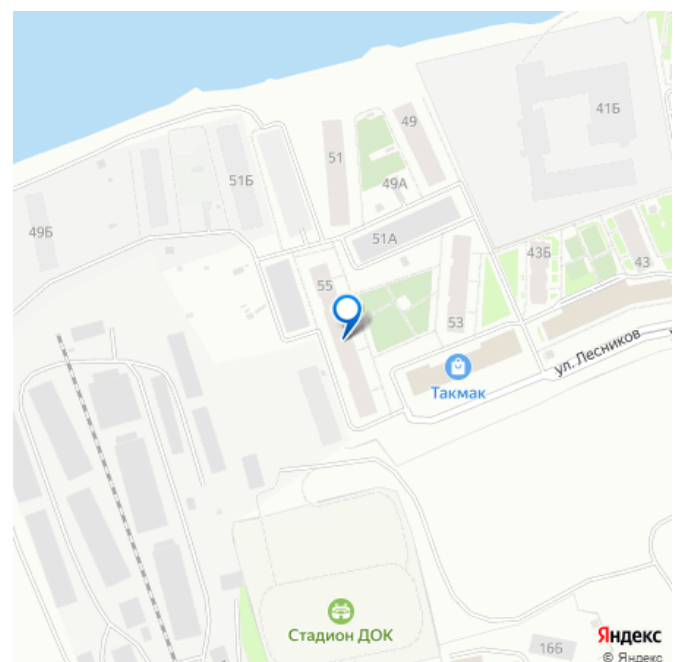 41Б
49
51
49А
51Б
49Б
51А
43Б
43
55
53
ул. Лесников
Такмак
Стадион ДОК
16Б
Яндекс
© Яндекс